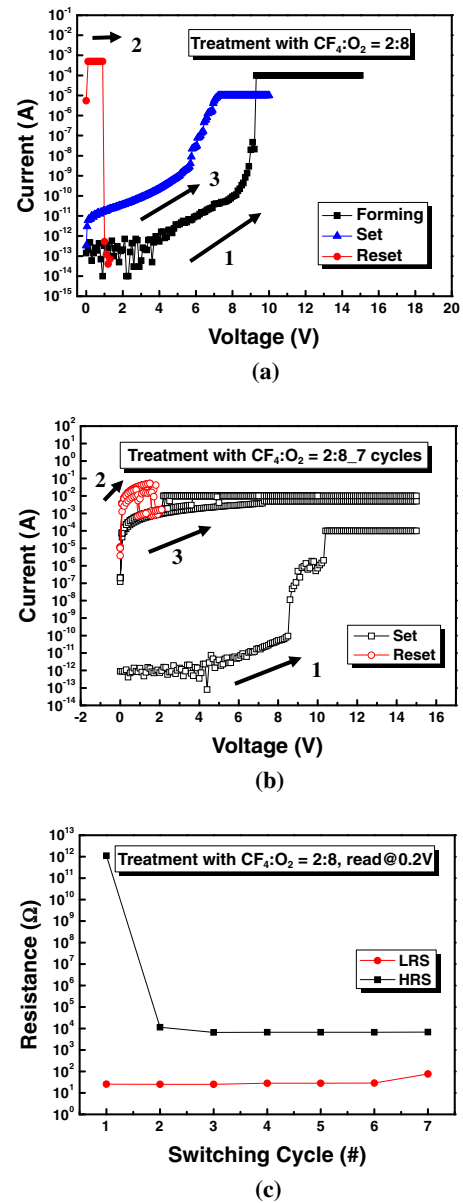 10⁻¹
10⁻²
10⁻³
10⁻⁴
10⁻⁵
10⁻⁶
10⁻⁷
10⁻⁸
10⁻⁹
10⁻¹⁰
10⁻¹¹
10⁻¹²
10⁻¹³
10⁻¹⁴
10⁻¹⁵
Current (A)
2
Treatment with CF₄:O₂ = 2:8
3
1
Forming
Set
Reset
0 2 4 6 8 10 12 14 16 18 20
Voltage (V)
(a)
10²
10¹
10⁰
10⁻¹
10⁻²
10⁻³
10⁻⁴
10⁻⁵
10⁻⁶
10⁻⁷
10⁻⁸
10⁻⁹
10⁻¹⁰
10⁻¹¹
10⁻¹²
10⁻¹³
10⁻¹⁴
Current (A)
Treatment with CF₄:O₂ = 2:8_7 cycles
2
3
1
Set
Reset
-2 0 2 4 6 8 10 12 14 16
Voltage (V)
(b)
10¹³
10¹²
10¹¹
10¹⁰
10⁹
10⁸
10⁷
10⁶
10⁵
10⁴
10³
10²
10¹
10⁰
Resistance (Ω)
Treatment with CF₄:O₂ = 2:8, read@0.2V
LRS
HRS
1 2 3 4 5 6 7
Switching Cycle (#)
(c)